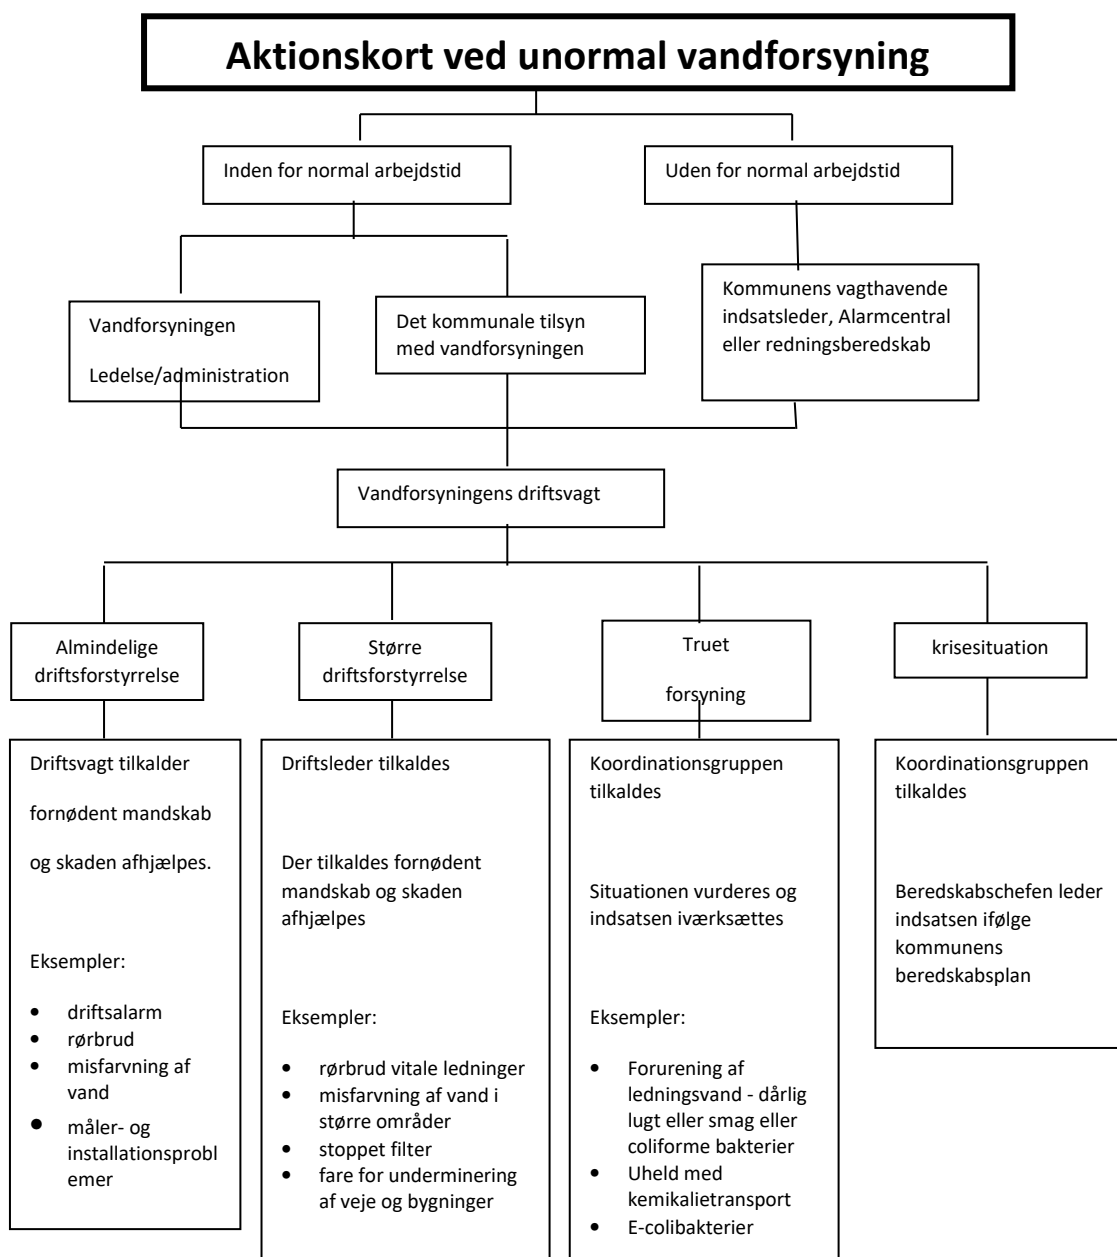 Aktionskort ved unormal vandforsyning
Inden for normal arbejdstid
Uden for normal arbejdstid
Vandforsyningen
Ledelse/administration
Det kommunale tilsyn
med vandforsyningen
Kommunens vagthavende
indsatsleder, Alarmcentral
eller redningsberedskab
Vandforsyningens driftsvagt
Almindelige
driftsforstyrrelse
Større
driftsforstyrrelse
Truet
forsyning
krisesituation
Driftsvagt tilkalder
fornødent mandskab
og skaden afhjælpes.
Eksempler:
• driftsalarm
• rørbrud
• misfarvning af
vand
• måler- og
installationsprobl
emer
Driftsleder tilkaldes
Der tilkaldes fornødent
mandskab og skaden
afhjælpes
Eksempler:
• rørbrud vitale ledninger
• misfarvning af vand i
større områder
• stoppet filter
• fare for underminering
af veje og bygninger
Koordinationsgruppen
tilkaldes
Situationen vurderes og
indsatsen iværksættes
Eksempler:
• Forurening af
ledningsvand - dårlig
lugt eller smag eller
coliforme bakterier
• Uheld med
kemikalietransport
• E-colibakterier
Koordinationsgruppen
tilkaldes
Beredskabschefen leder
indsatsen ifølge
kommunens
beredskabsplan